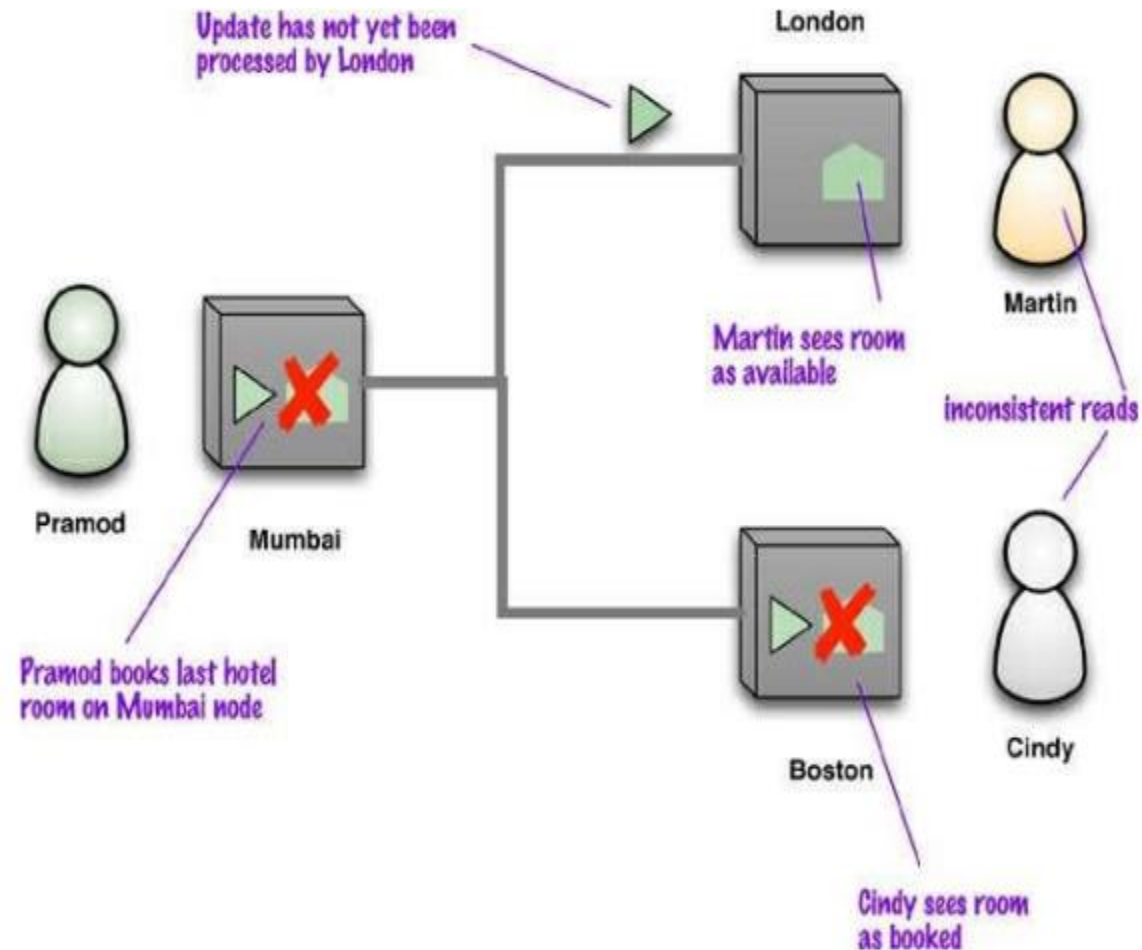 Update has not yet been
processed by London
London
Martin
Martin sees room
as available
inconsistent reads
Pramod
Mumbai
Pramod books last hotel
room on Mumbai node
Boston
Cindy
Cindy sees room
as booked